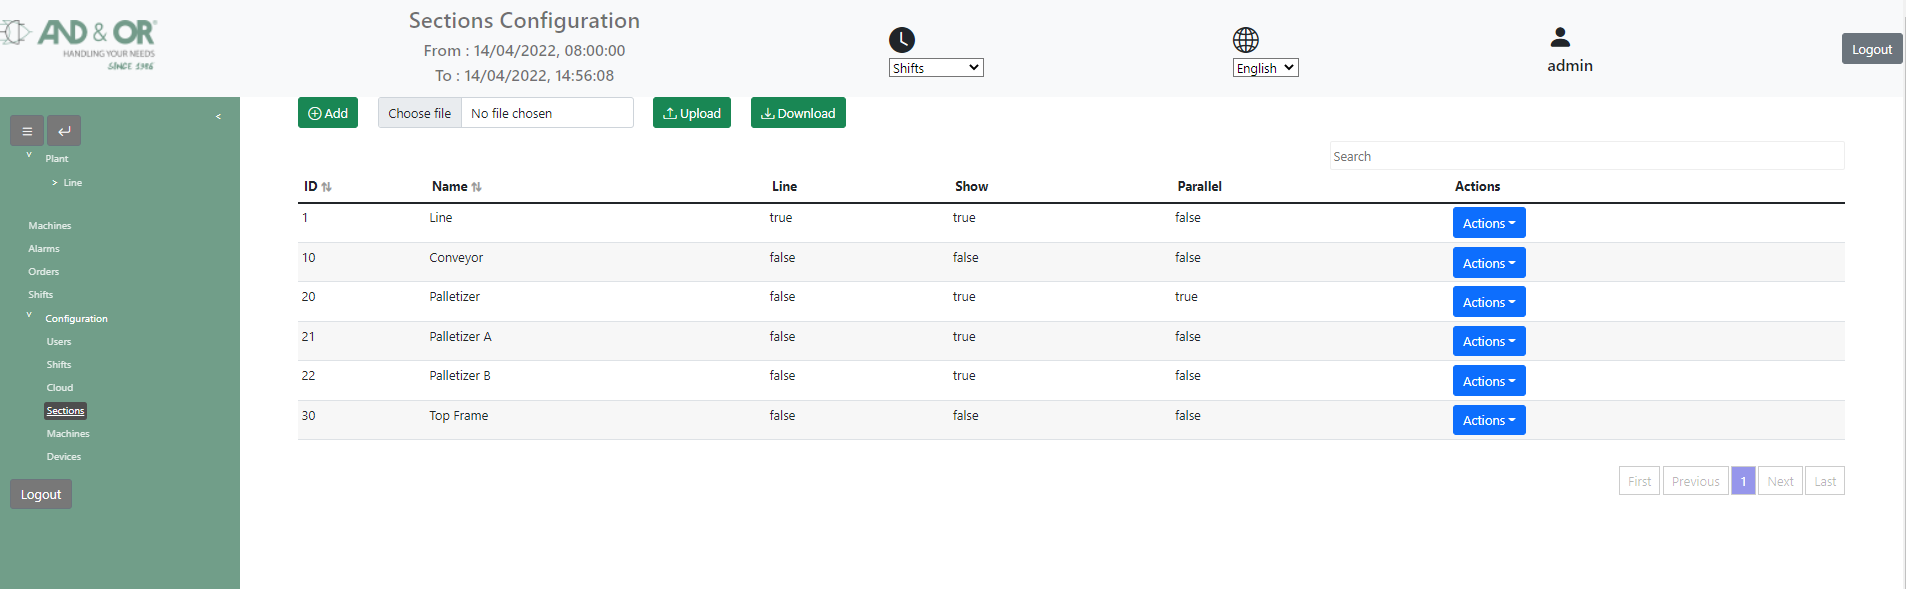 AND & OR®
HANDLING YOUR NEEDS
SINCE 1986
Sections Configuration
From : 14/04/2022, 08:00:00
To : 14/04/2022, 14:56:08
Shifts
English
admin
Logout
<
v Plant
> Line
Machines
Alarms
Orders
Shifts
v Configuration
Users
Shifts
Cloud
Sections
Machines
Devices
Logout
Add Choose file No file chosen Upload Download
Search
ID Name Line Show Parallel Actions
1 Line true true false Actions
10 Conveyor false false false Actions
20 Palletizer false true true Actions
21 Palletizer A false true false Actions
22 Palletizer B false true false Actions
30 Top Frame false false false Actions
First Previous 1 Next Last